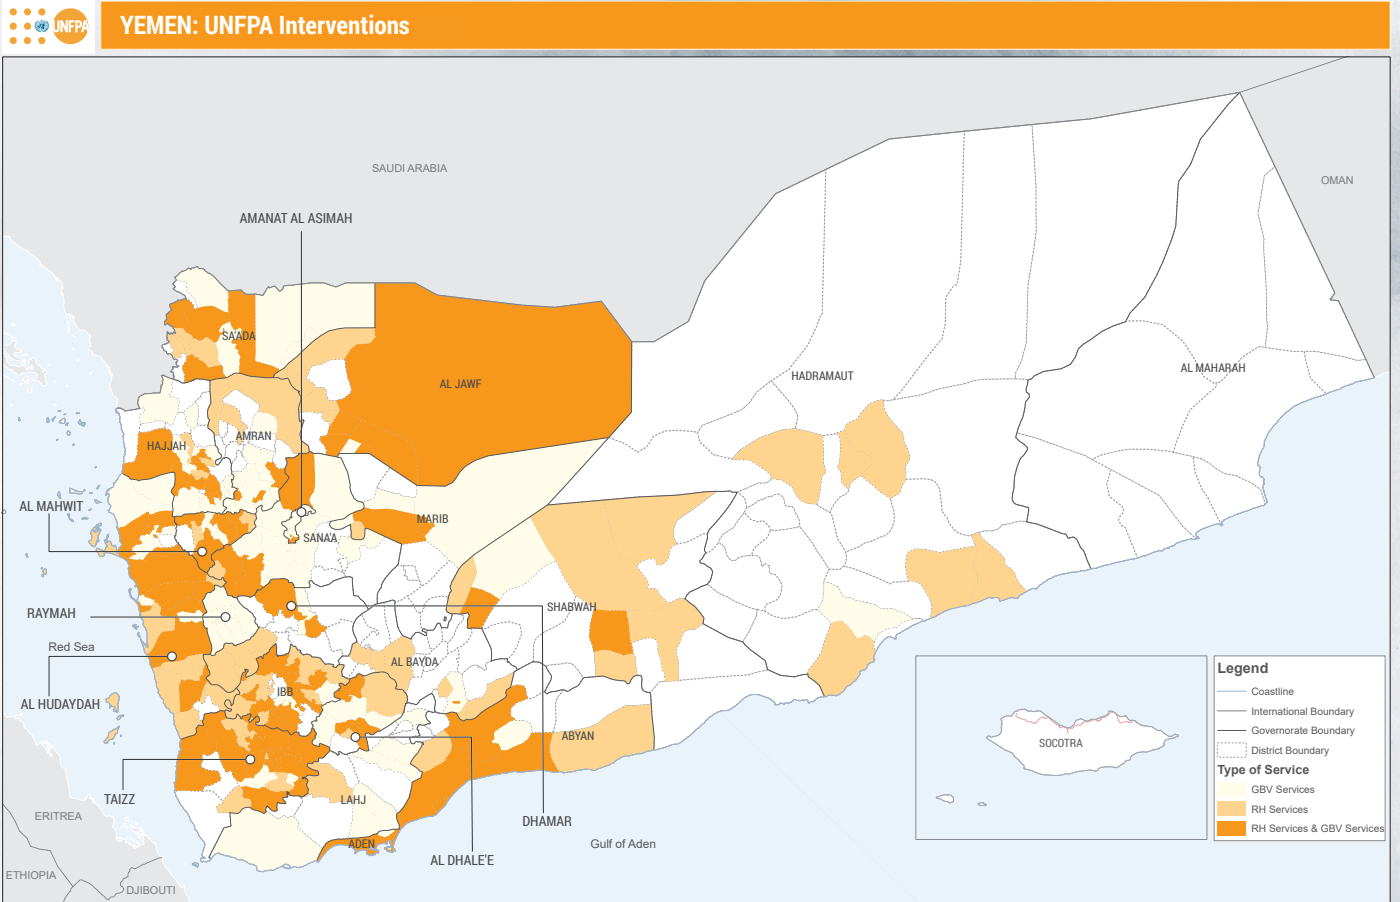 UNFPA
YEMEN: UNFPA Interventions
SAUDI ARABIA
OMAN
AMANAT AL ASIMAH
SA'ADA
AL JAWF
HADRAMAUT
AL MAHARAH
HAJJAH
AMRAN
AL MAHWIT
MARIB
SANA'A
RAYMAH
SHABWAH
Red Sea
AL BAYDA
AL HUDAYDAH
IBB
ABYAN
SOCOTRA
TAIZZ
LAHJ
DHAMAR
ERITREA
ADEN
Gulf of Aden
AL DHALE'E
ETHIOPIA
DJIBOUTI
Legend
Coastline
International Boundary
Governorate Boundary
District Boundary
Type of Service
GBV Services
RH Services
RH Services & GBV Services